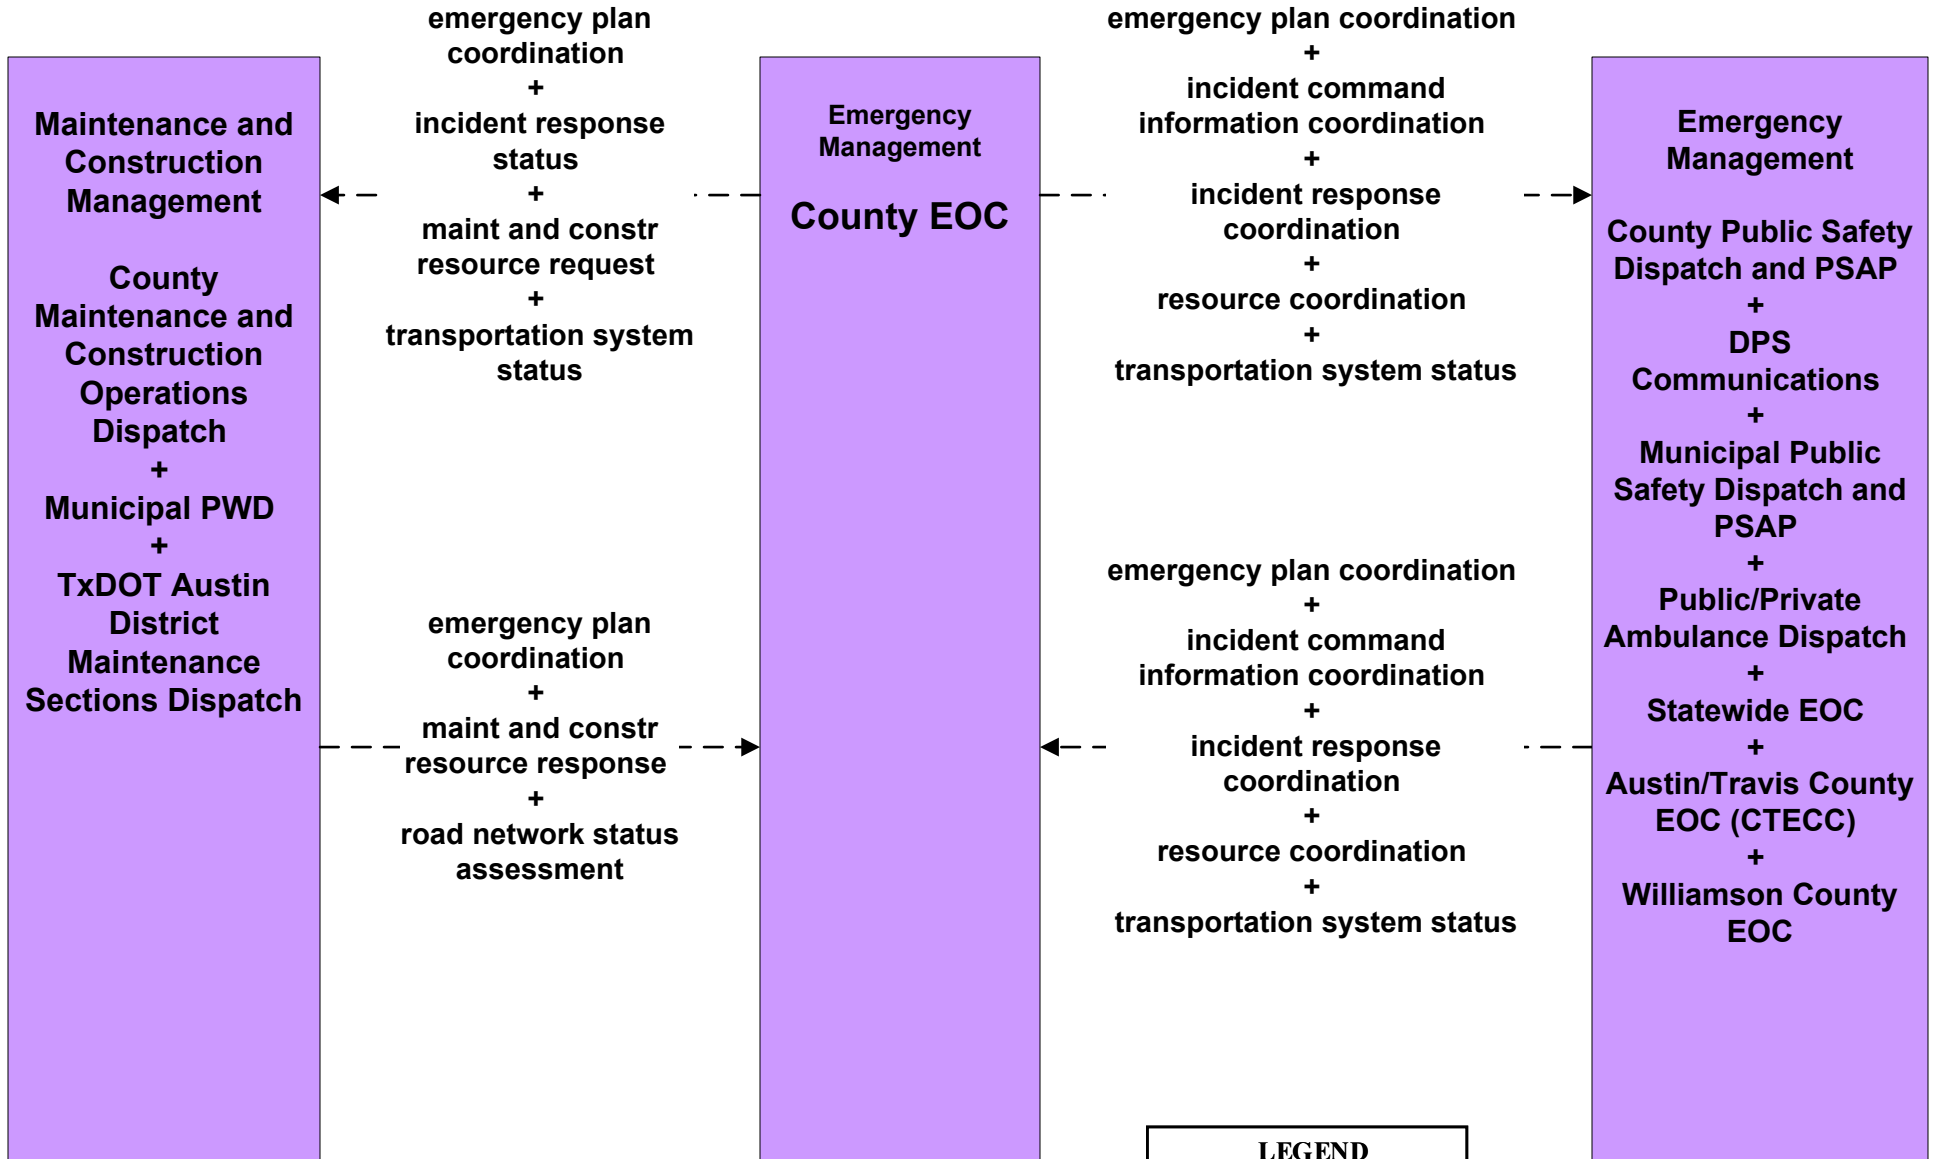 Maintenance and
Construction
Management
County
Maintenance and
Construction
Operations
Dispatch
+
Municipal PWD
+
TxDOT Austin
District
Maintenance
Sections Dispatch
emergency plan
coordination
+
incident response
status
+
maint and constr
resource request
+
transportation system
status
emergency plan
coordination
+
maint and constr
resource response
+
road network status
assessment
Emergency
Management
County EOC
emergency plan coordination
+
incident command
information coordination
+
incident response
coordination
+
resource coordination
+
transportation system status
emergency plan coordination
+
incident command
information coordination
+
incident response
coordination
+
resource coordination
+
transportation system status
Emergency
Management
County Public Safety
Dispatch and PSAP
+
DPS
Communications
+
Municipal Public
Safety Dispatch and
PSAP
+
Public/Private
Ambulance Dispatch
+
Statewide EOC
+
Austin/Travis County
EOC (CTECC)
+
Williamson County
EOC
LEGEND